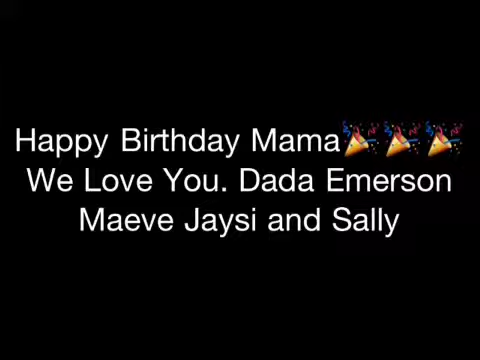 Happy Birthday Mama🎉🎉🎉
We Love You. Dada Emerson
Maeve Jaysi and Sally